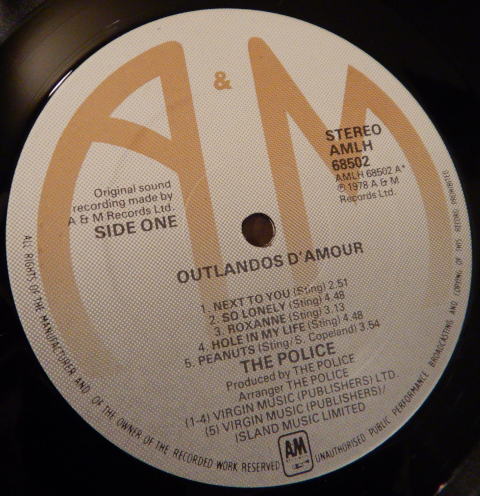 A & M
Original sound
recording made by
A & M Records Ltd.
SIDE ONE
STEREO
AMLH
68502
AMLH 68502 A*
℗ 1978 A & M
Records Ltd.
OUTLANDOS D'AMOUR
1. NEXT TO YOU (Sting) 2.51
2. SO LONELY (Sting) 4.48
3. ROXANNE (Sting) 3.13
4. HOLE IN MY LIFE (Sting) 4.48
5. PEANUTS (Sting/S. Copeland) 3.54
THE POLICE
Produced by THE POLICE
Arranger THE POLICE
(1-4) VIRGIN MUSIC (PUBLISHERS) LTD.
(5) VIRGIN MUSIC (PUBLISHERS)/
ISLAND MUSIC LIMITED
ALL RIGHTS OF THE MANUFACTURER AND OF THE OWNER OF THE RECORDED WORK RESERVED
A&M
UNAUTHORISED PUBLIC PERFORMANCE BROADCASTING AND COPYING OF THIS RECORD PROHIBITED